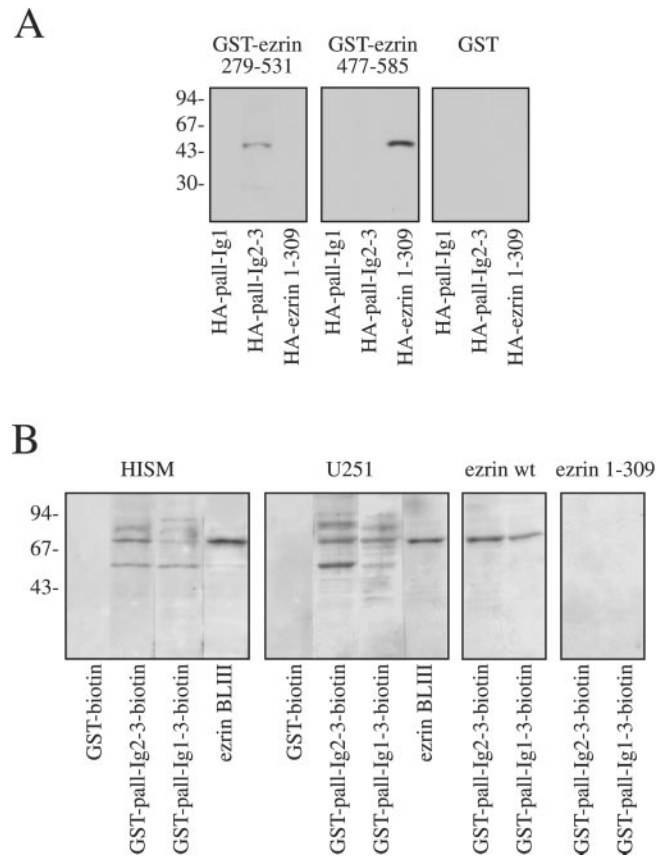 A
GST-ezrin GST-ezrin GST
279-531 477-585
94-
67-
43-
30-
HA-pall-Ig1
HA-pall-Ig2-3
HA-ezrin 1-309
HA-pall-Ig1
HA-pall-Ig2-3
HA-ezrin 1-309
HA-pall-Ig1
HA-pall-Ig2-3
HA-ezrin 1-309
B
HISM U251 ezrin wt ezrin 1-309
94-
67-
43-
GST-biotin
GST-pall-Ig2-3-biotin
GST-pall-Ig1-3-biotin
ezrin BLIII
GST-biotin
GST-pall-Ig2-3-biotin
GST-pall-Ig1-3-biotin
ezrin BLIII
GST-pall-Ig2-3-biotin
GST-pall-Ig1-3-biotin
GST-pall-Ig2-3-biotin
GST-pall-Ig1-3-biotin